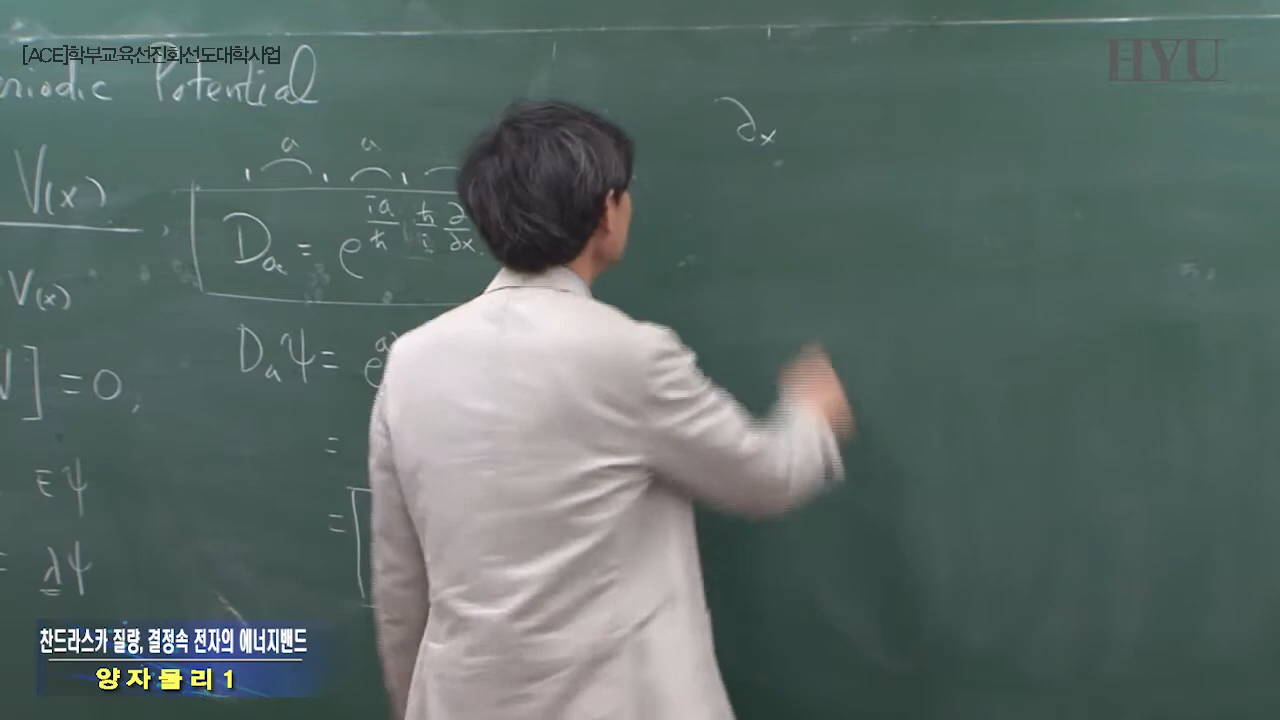 [ACE]학부교육선진화선도대학사업
HYU
riodic Potential
∂x
a a
V(x)
,
Da = e^{ia/ħ · ħ/i ∂/∂x}
V(x)
DaΨ = e^a
V] = 0,
=
EΨ
=
= λΨ
찬드라스카 질량, 결정속 전자의 에너지밴드
양자물리 1